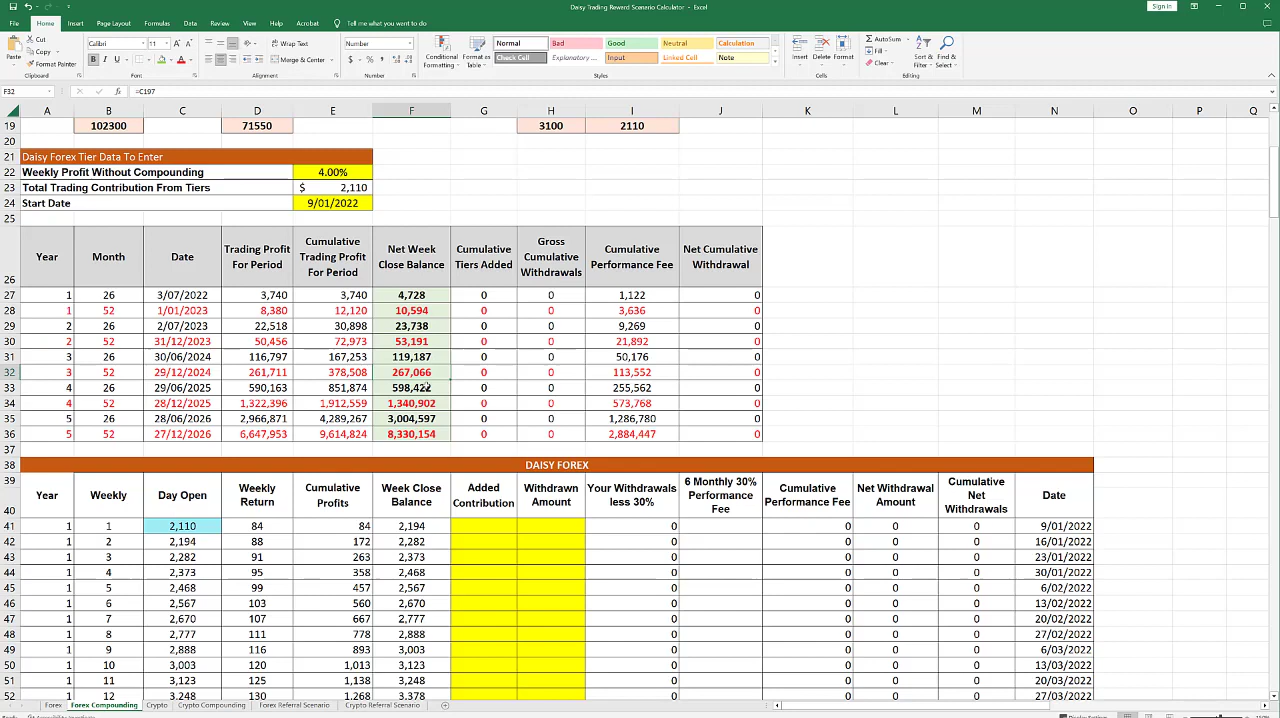 Daisy Trading Reward Scenario Calculator - Excel
Sign in
File Home Insert Page Layout Formulas Data Review View Help Acrobat Tell me what you want to do
Paste Cut Copy Format Painter Calibri 11 Wrap Text Merge & Center Number Conditional Formatting Format as Table Normal Bad Good Neutral Calculation Check Cell Explanatory ... Input Linked Cell Note Insert Delete Format AutoSum Fill Clear Sort & Filter Find & Select
Clipboard Font Alignment Number Styles Cells Editing
F32 =C197
A B C D E F G H I J K L M N O P Q
19 102300 71550 3100 2110
20
21 Daisy Forex Tier Data To Enter
22 Weekly Profit Without Compounding 4.00%
23 Total Trading Contribution From Tiers $ 2,110
24 Start Date 9/01/2022
25
26 Year Month Date Trading Profit For Period Cumulative Trading Profit For Period Net Week Close Balance Cumulative Tiers Added Gross Cumulative Withdrawals Cumulative Performance Fee Net Cumulative Withdrawal
27 1 26 3/07/2022 3,740 3,740 4,728 0 0 1,122 0
28 1 52 1/01/2023 8,380 12,120 10,594 0 0 3,636 0
29 2 26 2/07/2023 22,518 30,898 23,738 0 0 9,269 0
30 2 52 31/12/2023 50,456 72,973 53,191 0 0 21,892 0
31 3 26 30/06/2024 116,797 167,253 119,187 0 0 50,176 0
32 3 52 29/12/2024 261,711 378,508 267,066 0 0 113,552 0
33 4 26 29/06/2025 590,163 851,874 598,422 0 0 255,562 0
34 4 52 28/12/2025 1,322,396 1,912,559 1,340,902 0 0 573,768 0
35 5 26 28/06/2026 2,966,871 4,289,267 3,004,597 0 0 1,286,780 0
36 5 52 27/12/2026 6,647,953 9,614,824 8,330,154 0 0 2,884,447 0
37
38 DAISY FOREX
39
40 Year Weekly Day Open Weekly Return Cumulative Profits Week Close Balance Added Contribution Withdrawn Amount Your Withdrawals less 30% 6 Monthly 30% Performance Fee Cumulative Performance Fee Net Withdrawal Amount Cumulative Net Withdrawals Date
41 1 1 2,110 84 84 2,194 0 0 0 0 9/01/2022
42 1 2 2,194 88 172 2,282 0 0 0 0 16/01/2022
43 1 3 2,282 91 263 2,373 0 0 0 0 23/01/2022
44 1 4 2,373 95 358 2,468 0 0 0 0 30/01/2022
45 1 5 2,468 99 457 2,567 0 0 0 0 6/02/2022
46 1 6 2,567 103 560 2,670 0 0 0 0 13/02/2022
47 1 7 2,670 107 667 2,777 0 0 0 0 20/02/2022
48 1 8 2,777 111 778 2,888 0 0 0 0 27/02/2022
49 1 9 2,888 116 893 3,003 0 0 0 0 6/03/2022
50 1 10 3,003 120 1,013 3,123 0 0 0 0 13/03/2022
51 1 11 3,123 125 1,138 3,248 0 0 0 0 20/03/2022
52 1 12 3,248 130 1,268 3,378 0 0 0 0 27/03/2022
Forex Forex Compounding Crypto Crypto Compounding Forex Referral Scenario Crypto Referral Scenario